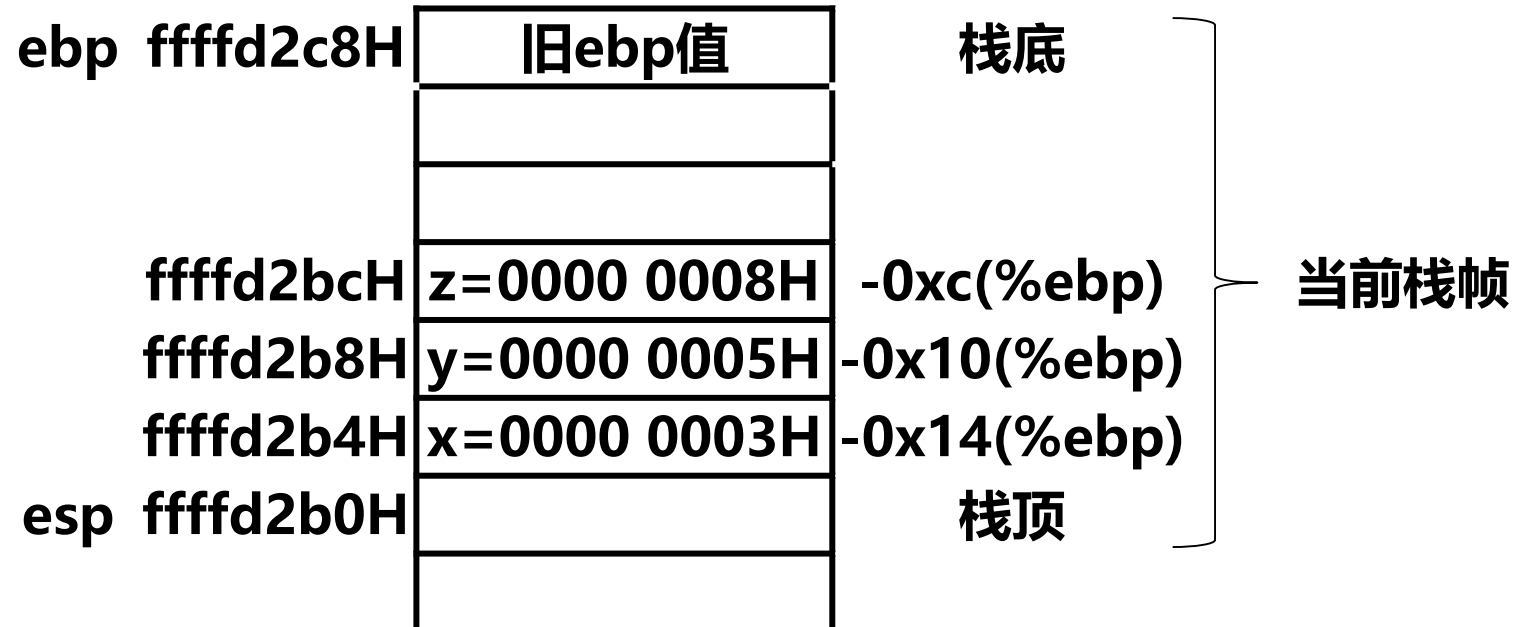 ebp ffffd2c8H 旧ebp值 栈底
ffffd2bcH z=0000 0008H -0xc(%ebp) 当前栈帧
ffffd2b8H y=0000 0005H -0x10(%ebp)
ffffd2b4H x=0000 0003H -0x14(%ebp)
esp ffffd2b0H 栈顶